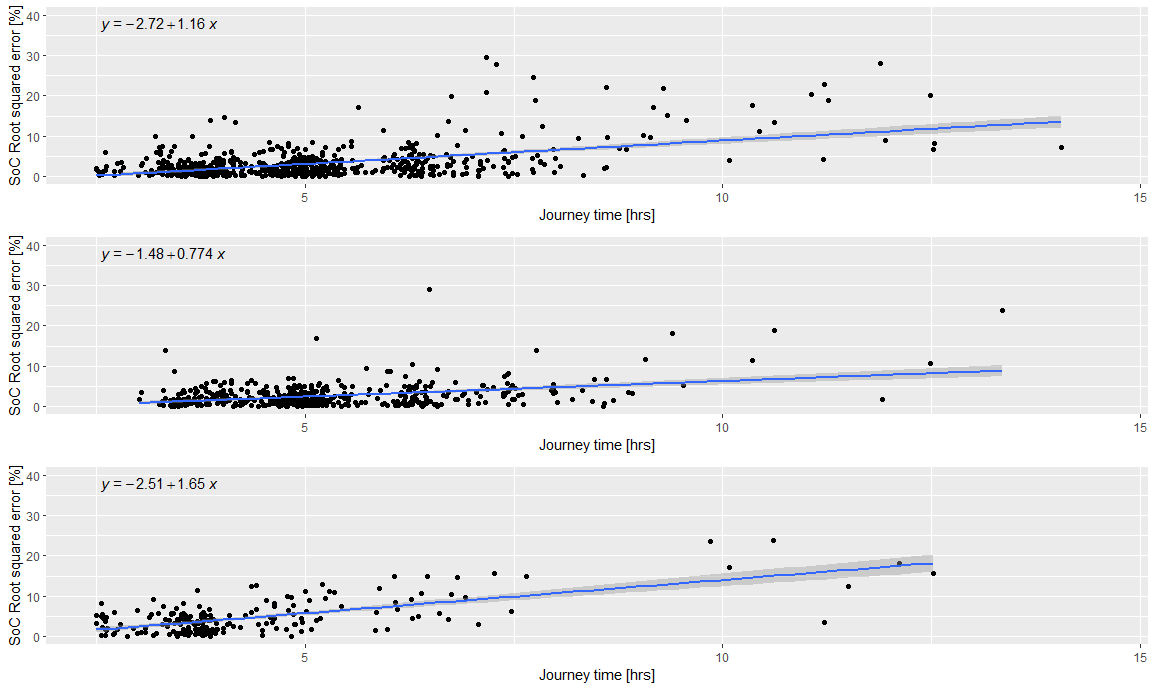 SoC Root squared error [%]
y = −2.72 + 1.16 x
40
30
20
10
0
5
10
15
Journey time [hrs]
SoC Root squared error [%]
y = −1.48 + 0.774 x
40
30
20
10
0
5
10
15
Journey time [hrs]
SoC Root squared error [%]
y = −2.51 + 1.65 x
40
30
20
10
0
5
10
15
Journey time [hrs]